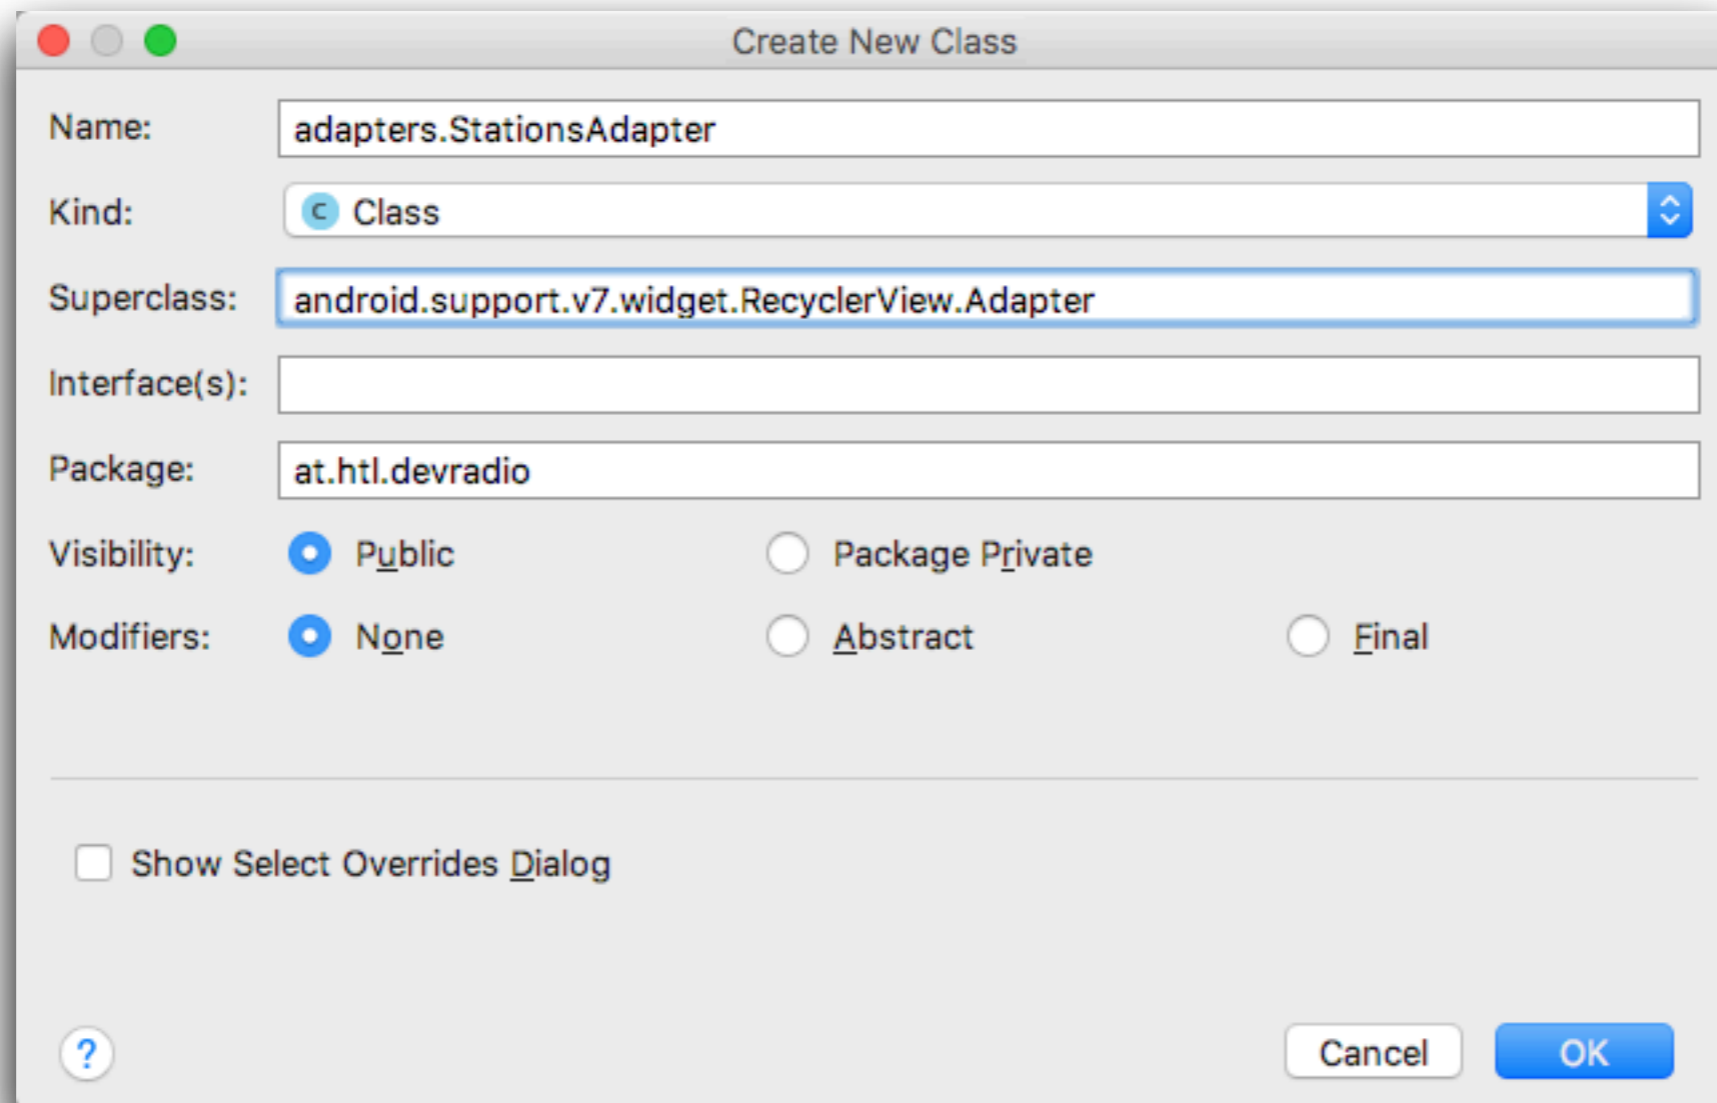 Create New Class
Name: adapters.StationsAdapter
Kind: C Class
Superclass: android.support.v7.widget.RecyclerView.Adapter
Interface(s):
Package: at.htl.devradio
Visibility: Public Package Private
Modifiers: None Abstract Final
Show Select Overrides Dialog
? Cancel OK